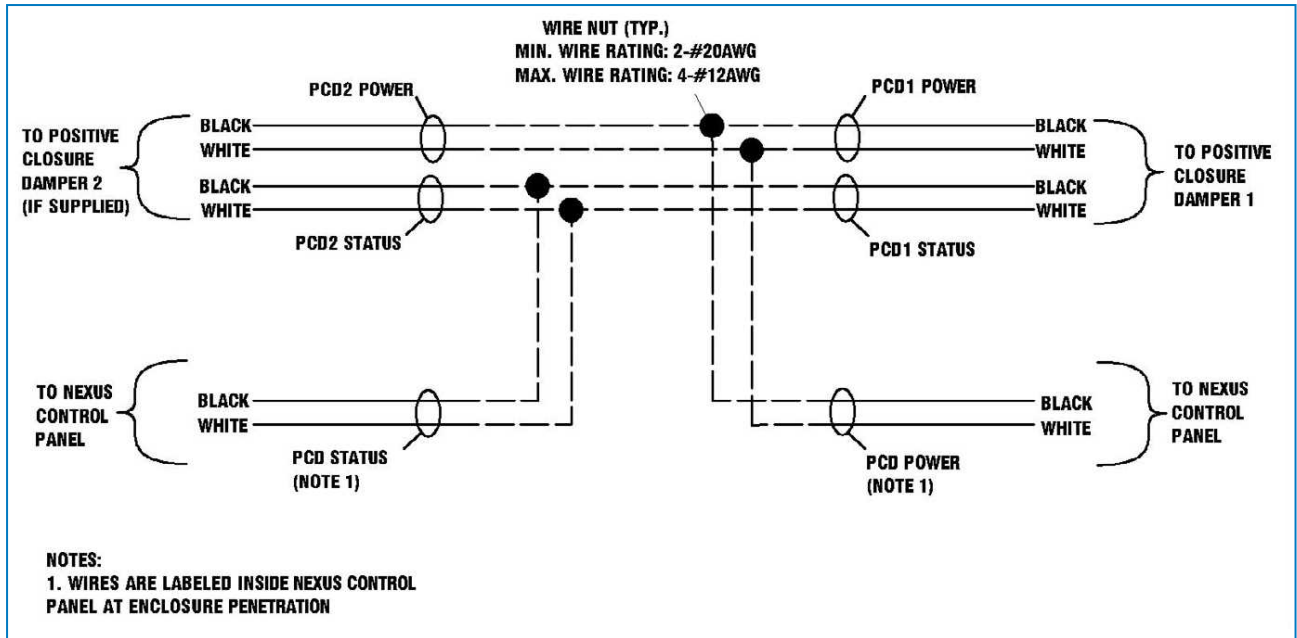 WIRE NUT (TYP.)
MIN. WIRE RATING: 2-#20AWG
MAX. WIRE RATING: 4-#12AWG
PCD2 POWER
PCD1 POWER
TO POSITIVE
CLOSURE
DAMPER 2
(IF SUPPLIED)
BLACK
WHITE
BLACK
WHITE
BLACK
WHITE
BLACK
WHITE
TO POSITIVE
CLOSURE
DAMPER 1
PCD2 STATUS
PCD1 STATUS
TO NEXUS
CONTROL
PANEL
BLACK
WHITE
PCD STATUS
(NOTE 1)
BLACK
WHITE
TO NEXUS
CONTROL
PANEL
PCD POWER
(NOTE 1)
NOTES:
1. WIRES ARE LABELED INSIDE NEXUS CONTROL
PANEL AT ENCLOSURE PENETRATION